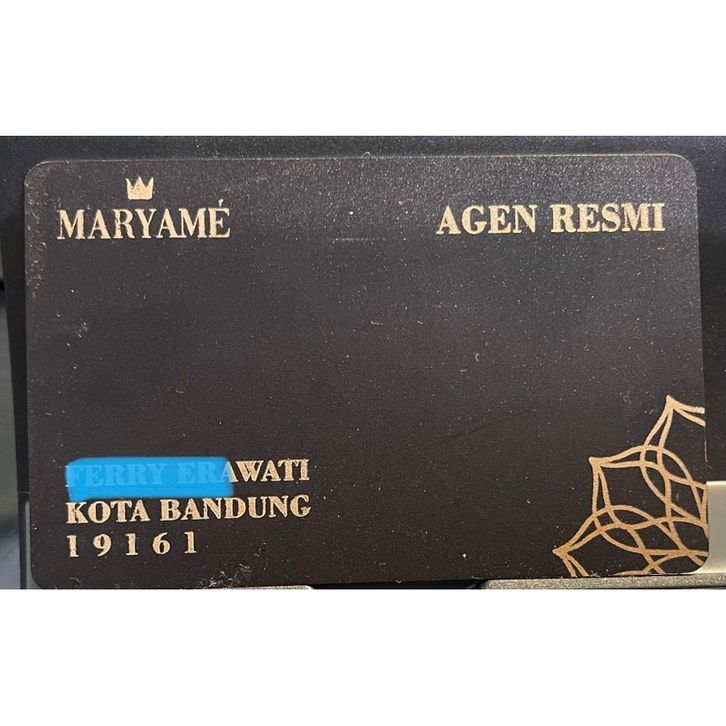 MARYAMÉ
AGEN RESMI
FERRY ERAWATI
KOTA BANDUNG
19161